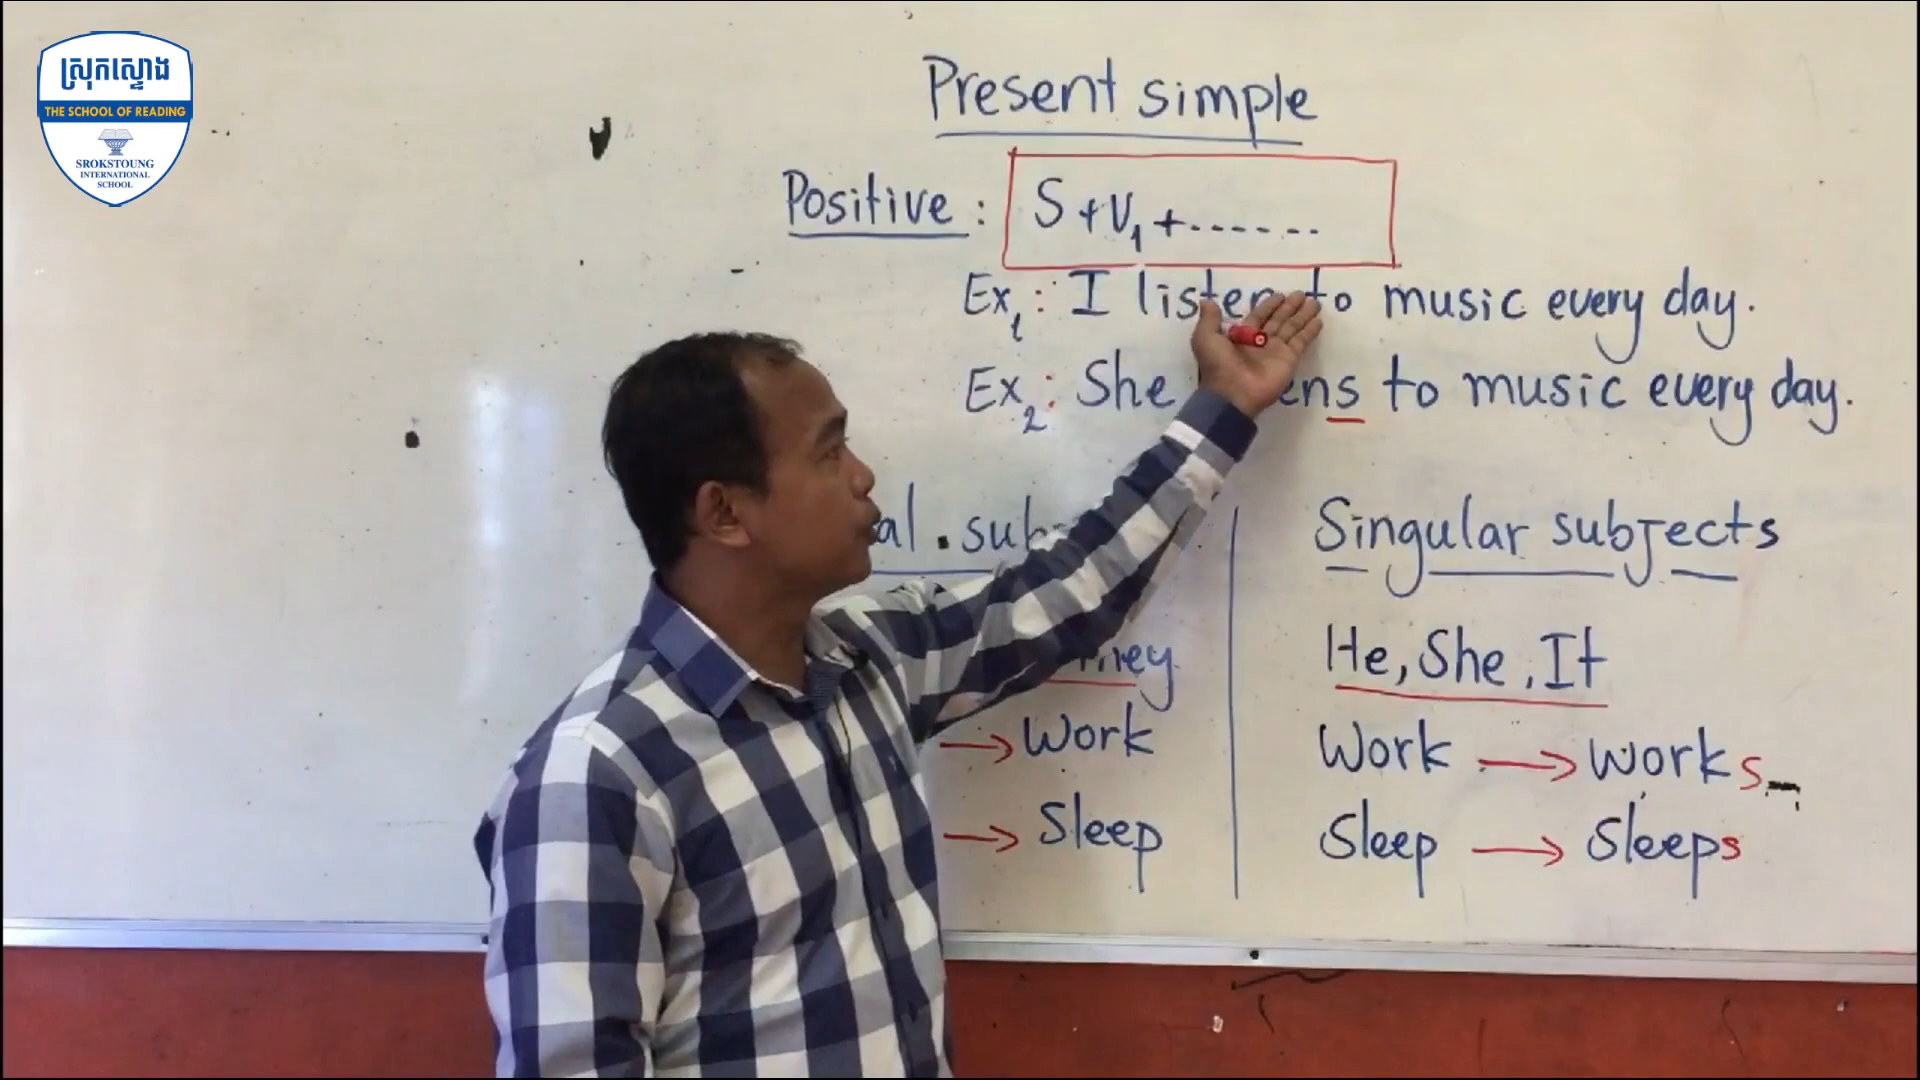 ស្រុកស្ទោង
THE SCHOOL OF READING
SROKSTOUNG
INTERNATIONAL
SCHOOL
Present simple
Positive : S + V1 + .......
Ex1 : I listen to music every day.
Ex2 : She to music every day.
Singular subjects
He, She, It
→ Work
Work → works
→ Sleep
Sleep → Sleeps